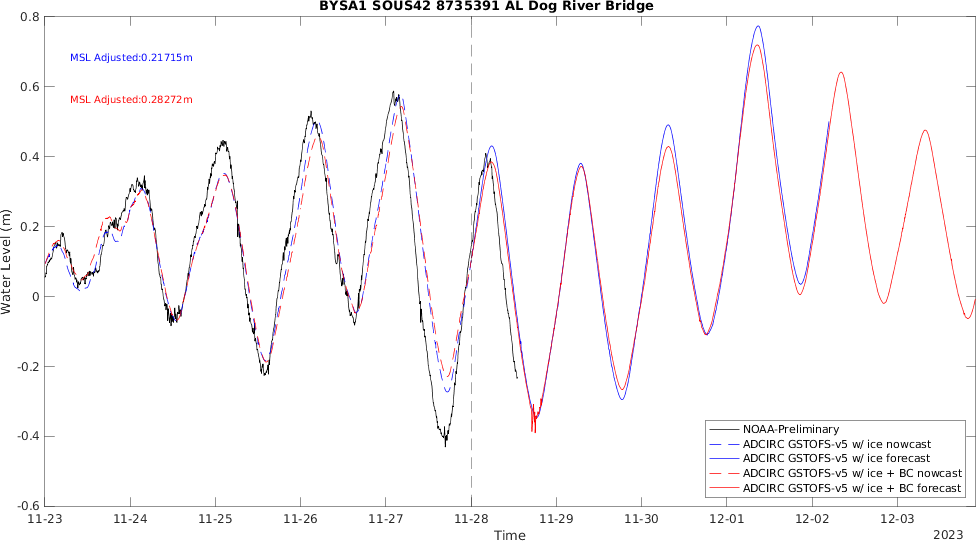 BYSA1 SOUS42 8735391 AL Dog River Bridge
0.8
MSL Adjusted:0.21715m
0.6
MSL Adjusted:0.28272m
0.4
0.2
Water Level (m)
0
-0.2
-0.4
NOAA-Preliminary
ADCIRC GSTOFS-v5 w/ ice nowcast
ADCIRC GSTOFS-v5 w/ ice forecast
ADCIRC GSTOFS-v5 w/ ice + BC nowcast
ADCIRC GSTOFS-v5 w/ ice + BC forecast
-0.6
11-23 11-24 11-25 11-26 11-27 11-28 11-29 11-30 12-01 12-02 12-03
Time
2023